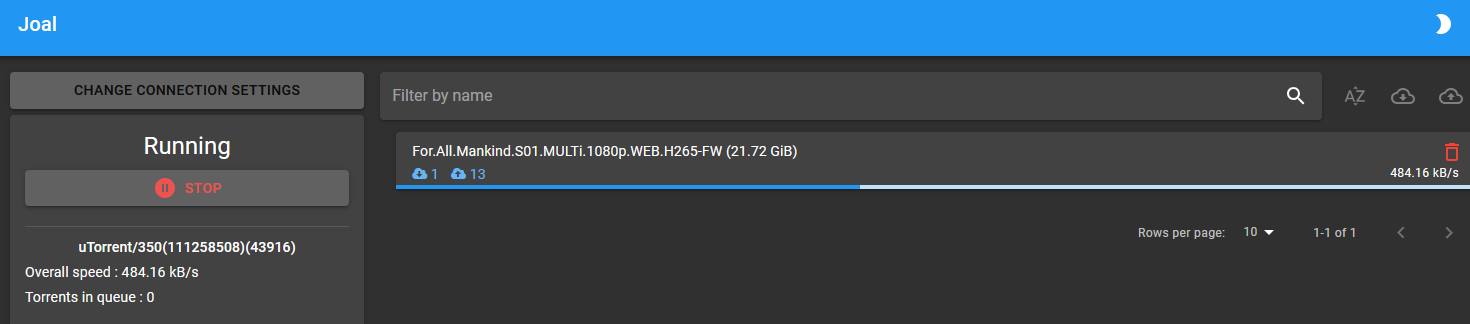 Joal
CHANGE CONNECTION SETTINGS
Running
STOP
uTorrent/350(111258508)(43916)
Overall speed : 484.16 kB/s
Torrents in queue : 0
Filter by name
AZ
For.All.Mankind.S01.MULTi.1080p.WEB.H265-FW (21.72 GiB)
1 13
484.16 kB/s
Rows per page: 10 1-1 of 1